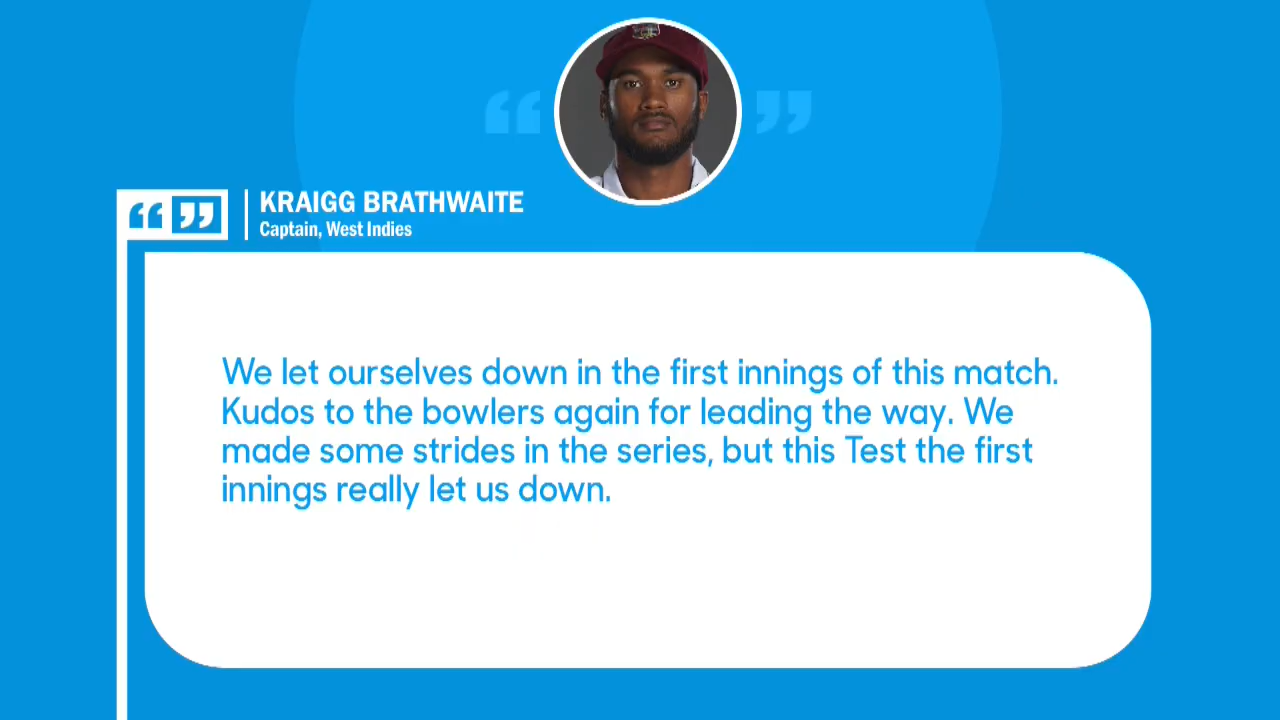 KRAIGG BRATHWAITE
Captain, West Indies
We let ourselves down in the first innings of this match.
Kudos to the bowlers again for leading the way. We
made some strides in the series, but this Test the first
innings really let us down.